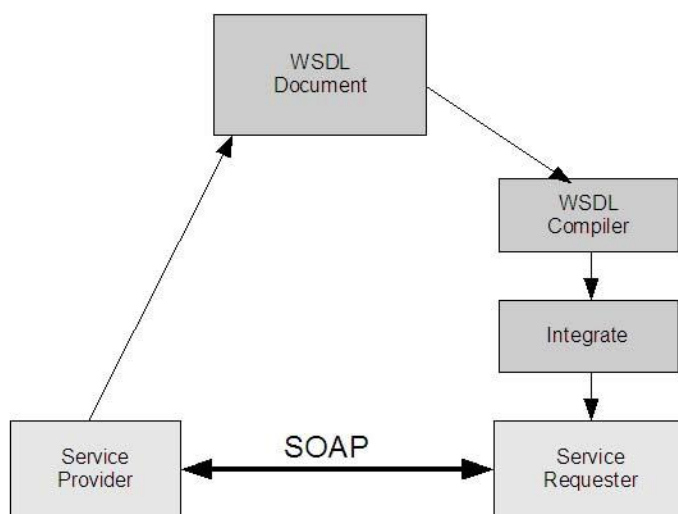 WSDL
Document
WSDL
Compiler
Integrate
SOAP
Service
Provider
Service
Requester